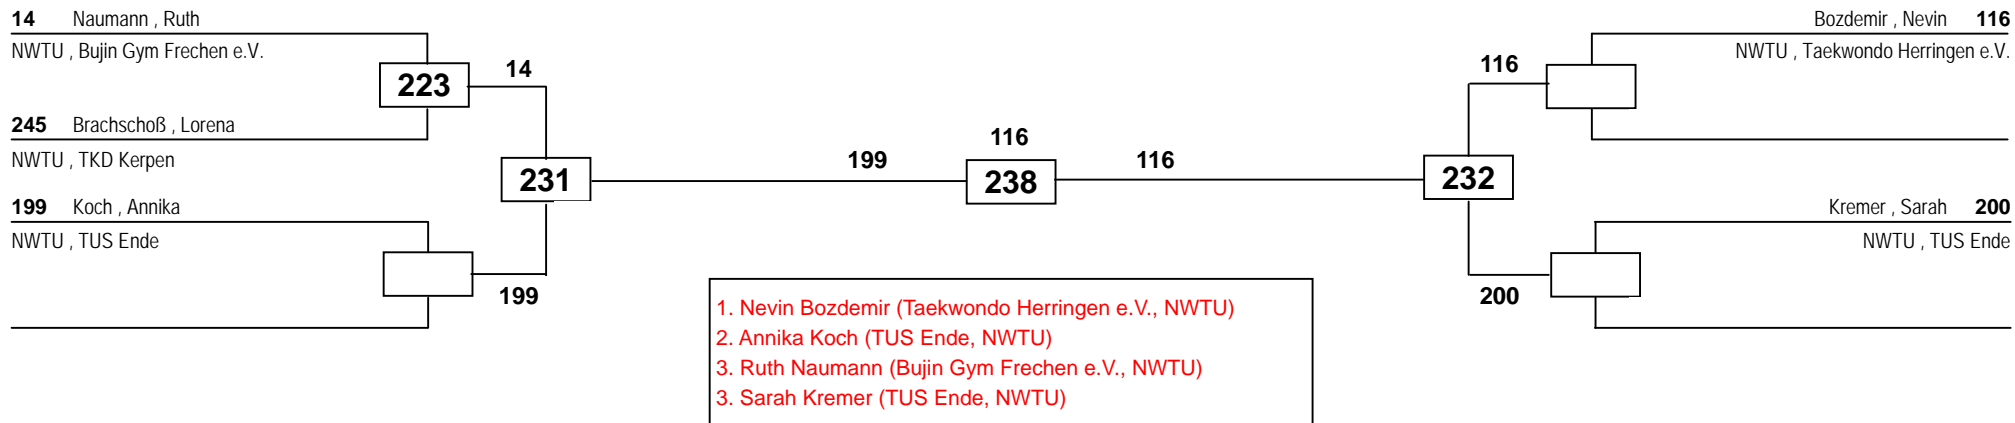 14 Naumann , Ruth
NWTU , Bujin Gym Frechen e.V.
223
14
245 Brachschoß , Lorena
NWTU , TKD Kerpen
231
199
199 Koch , Annika
NWTU , TUS Ende
199
116
238
116
Bozdemir , Nevin 116
NWTU , Taekwondo Herringen e.V.
116
232
Kremer , Sarah 200
NWTU , TUS Ende
200
1. Nevin Bozdemir (Taekwondo Herringen e.V., NWTU)
2. Annika Koch (TUS Ende, NWTU)
3. Ruth Naumann (Bujin Gym Frechen e.V., NWTU)
3. Sarah Kremer (TUS Ende, NWTU)